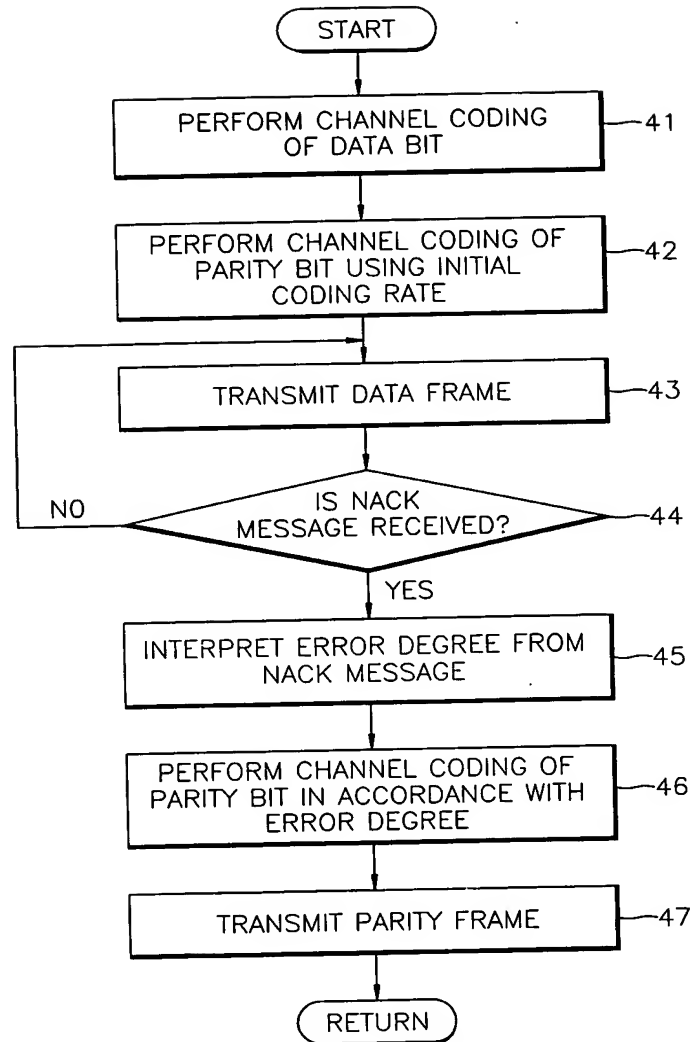 START
PERFORM CHANNEL CODING
OF DATA BIT
41
PERFORM CHANNEL CODING OF
PARITY BIT USING INITIAL
CODING RATE
42
TRANSMIT DATA FRAME
43
IS NACK
MESSAGE RECEIVED?
44
NO
YES
INTERPRET ERROR DEGREE FROM
NACK MESSAGE
45
PERFORM CHANNEL CODING OF
PARITY BIT IN ACCORDANCE WITH
ERROR DEGREE
46
TRANSMIT PARITY FRAME
47
RETURN